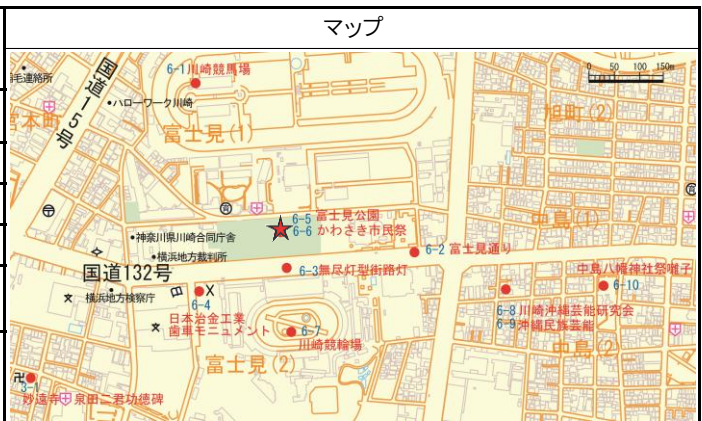 マップ
6-1川崎競馬場
0 50 100 150m
毛連絡所
国道15号
ハローワーク川崎
宮本町
富士見(1)
旭町(2)
中島(1)
6-5 富士見公園
6-6 かわさき市民祭
神奈川県川崎合同庁舎
横浜地方裁判所
6-2 富士見通り
国道132号
6-3無尽灯型街路灯
中島八幡神社祭囃子
6-10
横浜地方検察庁
6-4
日本冶金工業
歯車モニュメント
6-7
川崎競輪場
6-8川崎沖縄芸能研究会
6-9沖縄民族芸能
富士見(2)
中島(2)
3-1
妙遠寺 泉田二君功徳碑